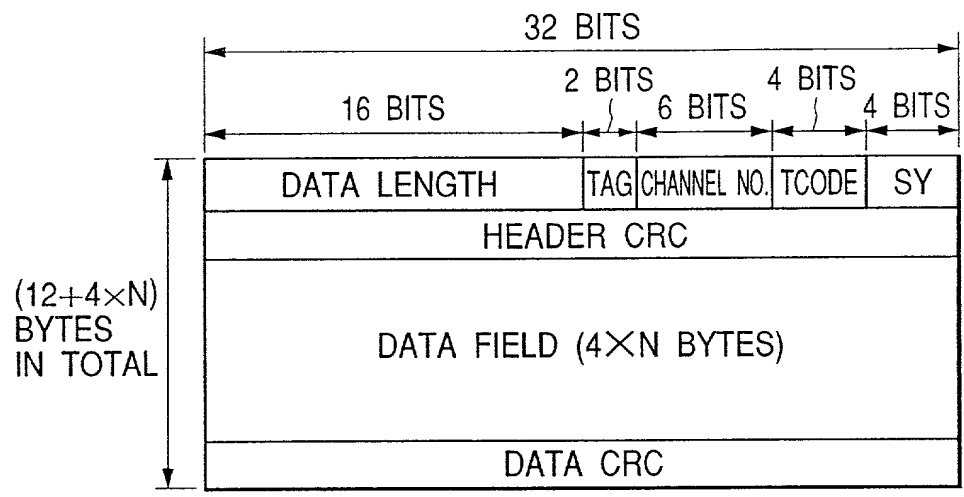 32 BITS
2 BITS
4 BITS
16 BITS
6 BITS
4 BITS
DATA LENGTH
TAG
CHANNEL NO.
TCODE
SY
HEADER CRC
(12+4×N)
BYTES
IN TOTAL
DATA FIELD (4×N BYTES)
DATA CRC